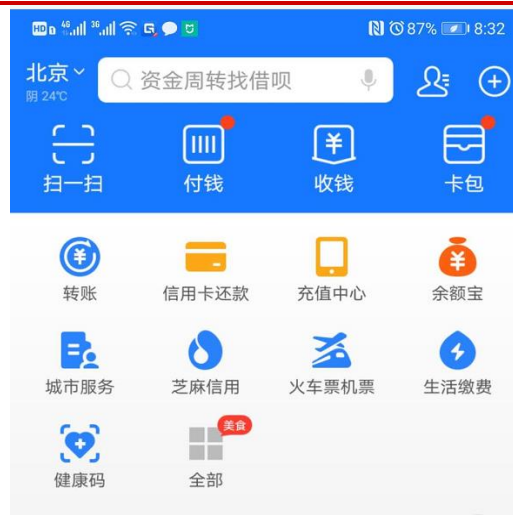 HD 4G 3G 87% 8:32
北京 资金周转找借呗
阴 24℃
扫一扫 付钱 收钱 卡包
转账 信用卡还款 充值中心 余额宝
城市服务 芝麻信用 火车票机票 生活缴费
美食
健康码 全部